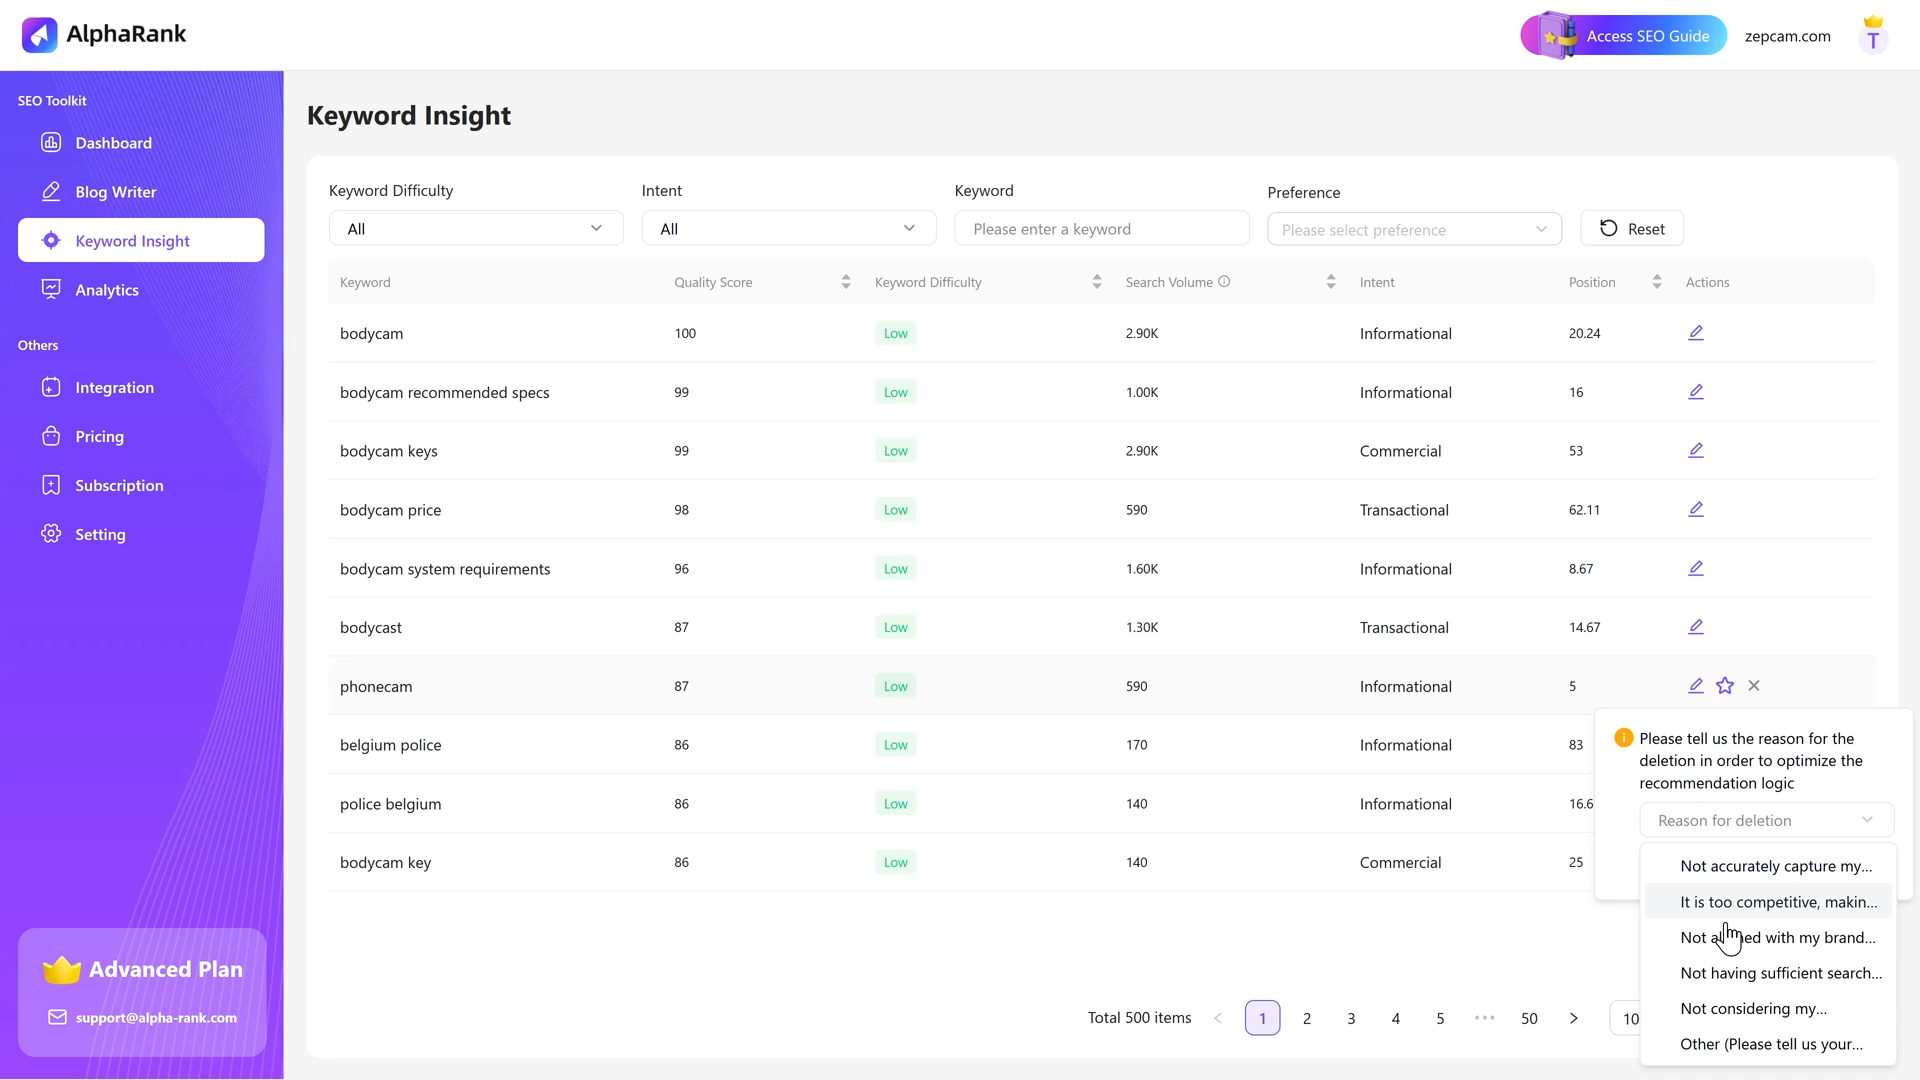 AlphaRank
Access SEO Guide
zepcam.com
T
SEO Toolkit
Dashboard
Blog Writer
Keyword Insight
Analytics
Others
Integration
Pricing
Subscription
Setting
Advanced Plan
support@alpha-rank.com
Keyword Insight
Keyword Difficulty
Intent
Keyword
Preference
All
All
Please enter a keyword
Please select preference
Reset
Keyword Quality Score Keyword Difficulty Search Volume Intent Position Actions
bodycam 100 Low 2.90K Informational 20.24
bodycam recommended specs 99 Low 1.00K Informational 16
bodycam keys 99 Low 2.90K Commercial 53
bodycam price 98 Low 590 Transactional 62.11
bodycam system requirements 96 Low 1.60K Informational 8.67
bodycast 87 Low 1.30K Transactional 14.67
phonecam 87 Low 590 Informational 5
belgium police 86 Low 170 Informational 83
police belgium 86 Low 140 Informational 16.6
bodycam key 86 Low 140 Commercial 25
Please tell us the reason for the
deletion in order to optimize the
recommendation logic
Reason for deletion
Not accurately capture my...
It is too competitive, makin...
Not with my brand...
Not having sufficient search...
Not considering my...
Other (Please tell us your...
Total 500 items 1 2 3 4 5 ••• 50 10